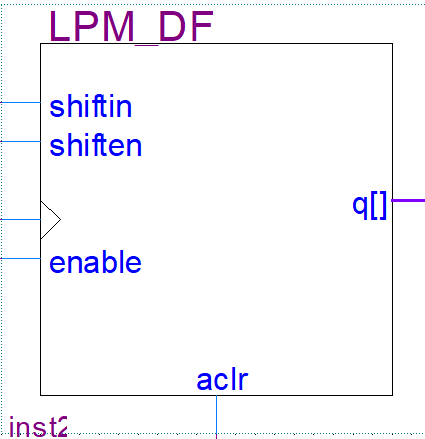 LPM_DF
shiftin
shiften
q[]
enable
aclr
inst2